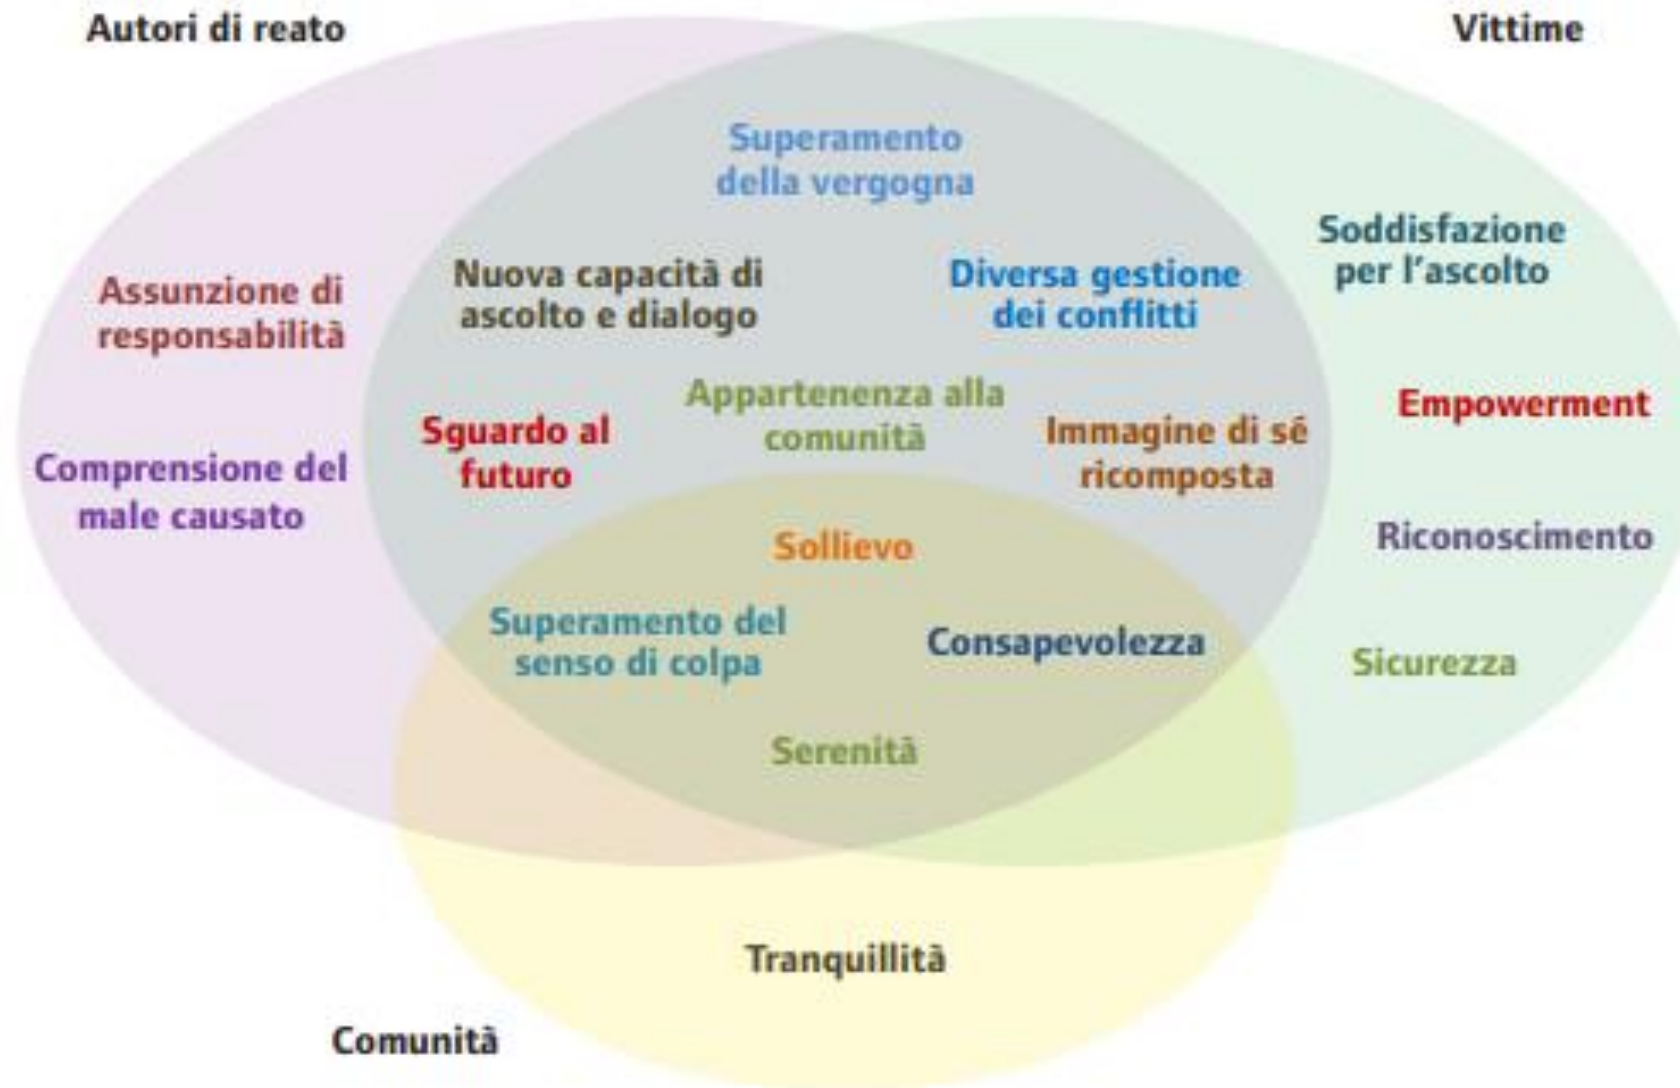 Autori di reato
Vittime
Superamento
della vergogna
Soddisfazione
per l'ascolto
Nuova capacità di
ascolto e dialogo
Diversa gestione
dei conflitti
Assunzione di
responsabilità
Appartenenza alla
comunità
Empowerment
Sguardo al
futuro
Immagine di sé
ricomposta
Comprensione del
male causato
Sollievo
Riconoscimento
Superamento del
senso di colpa
Consapevolezza
Sicurezza
Serenità
Tranquillità
Comunità